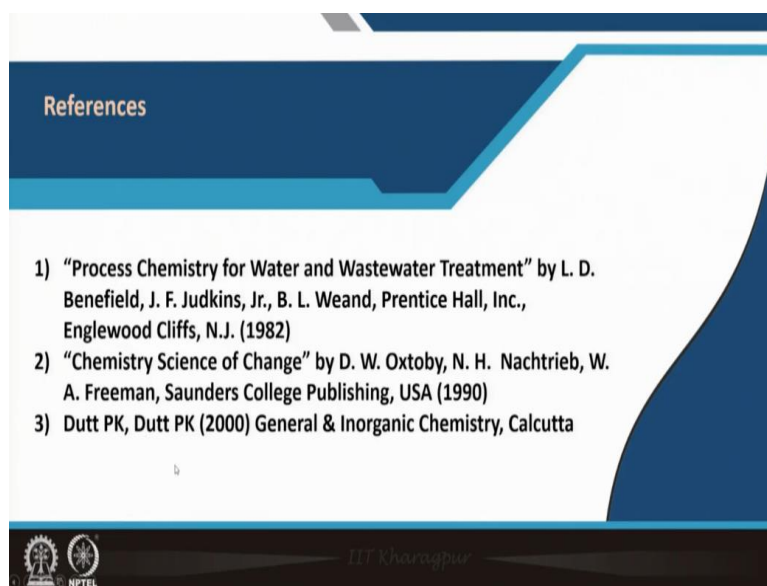 References
1) “Process Chemistry for Water and Wastewater Treatment” by L. D.
Benefield, J. F. Judkins, Jr., B. L. Weand, Prentice Hall, Inc.,
Englewood Cliffs, N.J. (1982)
2) “Chemistry Science of Change” by D. W. Oxtoby, N. H. Nachtrieb, W.
A. Freeman, Saunders College Publishing, USA (1990)
3) Dutt PK, Dutt PK (2000) General & Inorganic Chemistry, Calcutta
IIT Kharagpur
NPTEL